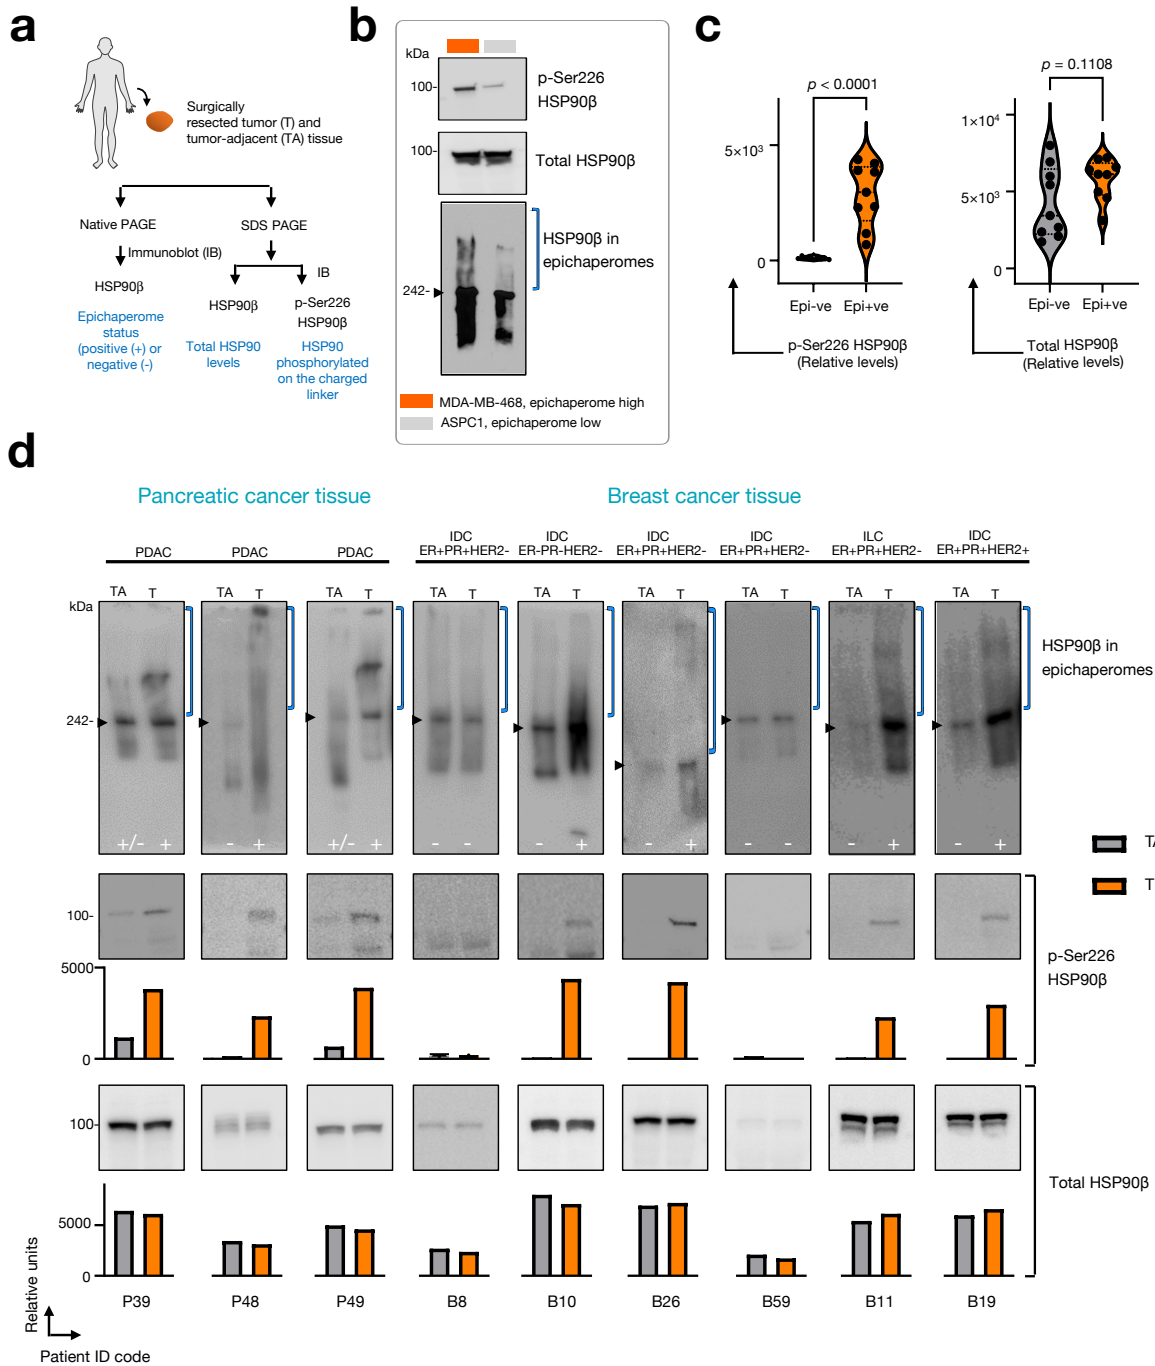 a
Surgically
resected tumor (T) and
tumor-adjacent (TA) tissue
Native PAGE
SDS PAGE
Immunoblot (IB)
IB
HSP90β
HSP90β
p-Ser226
HSP90β
Epichaperome
status
(positive (+) or
negative (-)
Total HSP90
levels
HSP90
phosphorylated
on the charged
linker
b
kDa
100-
p-Ser226
HSP90β
100-
Total HSP90β
242-
HSP90β in
epichaperomes
MDA-MB-468, epichaperome high
ASPC1, epichaperome low
c
p < 0.0001
5×10³
0
Epi-ve
Epi+ve
p-Ser226 HSP90β
(Relative levels)
p = 0.1108
1×10⁴
5×10³
0
Epi-ve
Epi+ve
Total HSP90β
(Relative levels)
d
Pancreatic cancer tissue
Breast cancer tissue
PDAC
PDAC
PDAC
IDC
ER+PR+HER2-
IDC
ER-PR-HER2-
IDC
ER+PR+HER2-
IDC
ER+PR+HER2-
ILC
ER+PR+HER2-
IDC
ER+PR+HER2+
TA T TA T TA T TA T TA T TA T TA T TA T TA T
kDa
242-
HSP90β in
epichaperomes
+/- + - + +/- + - - - + - + - - - + - +
TA
T
100-
p-Ser226
HSP90β
5000
0
100-
Total HSP90β
5000
0
P39 P48 P49 B8 B10 B26 B59 B11 B19
Relative units
Patient ID code